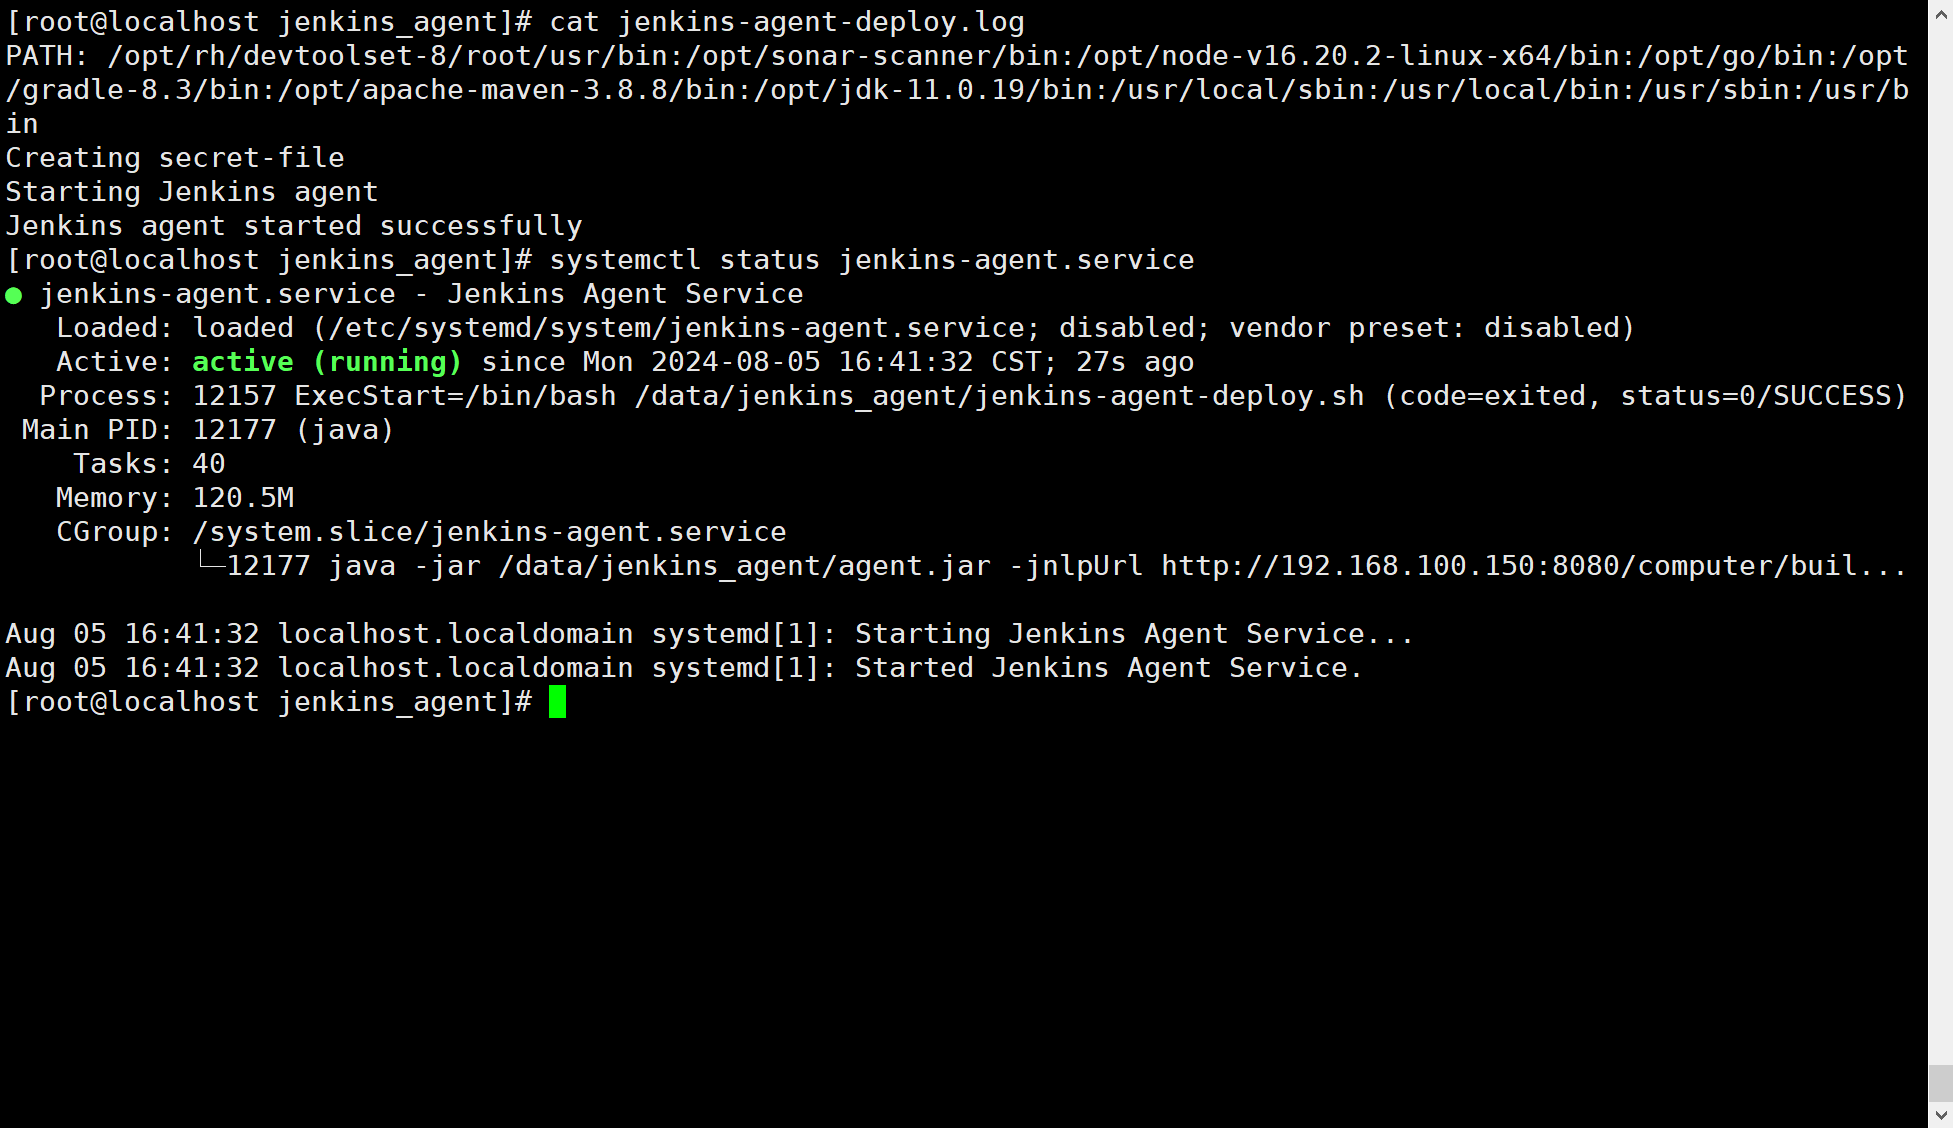 [root@localhost jenkins_agent]# cat jenkins-agent-deploy.log
PATH: /opt/rh/devtoolset-8/root/usr/bin:/opt/sonar-scanner/bin:/opt/node-v16.20.2-linux-x64/bin:/opt/go/bin:/opt
/gradle-8.3/bin:/opt/apache-maven-3.8.8/bin:/opt/jdk-11.0.19/bin:/usr/local/sbin:/usr/local/bin:/usr/sbin:/usr/b
in
Creating secret-file
Starting Jenkins agent
Jenkins agent started successfully
[root@localhost jenkins_agent]# systemctl status jenkins-agent.service
● jenkins-agent.service - Jenkins Agent Service
   Loaded: loaded (/etc/systemd/system/jenkins-agent.service; disabled; vendor preset: disabled)
   Active: active (running) since Mon 2024-08-05 16:41:32 CST; 27s ago
  Process: 12157 ExecStart=/bin/bash /data/jenkins_agent/jenkins-agent-deploy.sh (code=exited, status=0/SUCCESS)
 Main PID: 12177 (java)
    Tasks: 40
   Memory: 120.5M
   CGroup: /system.slice/jenkins-agent.service
           └─12177 java -jar /data/jenkins_agent/agent.jar -jnlpUrl http://192.168.100.150:8080/computer/buil...
Aug 05 16:41:32 localhost.localdomain systemd[1]: Starting Jenkins Agent Service...
Aug 05 16:41:32 localhost.localdomain systemd[1]: Started Jenkins Agent Service.
[root@localhost jenkins_agent]#